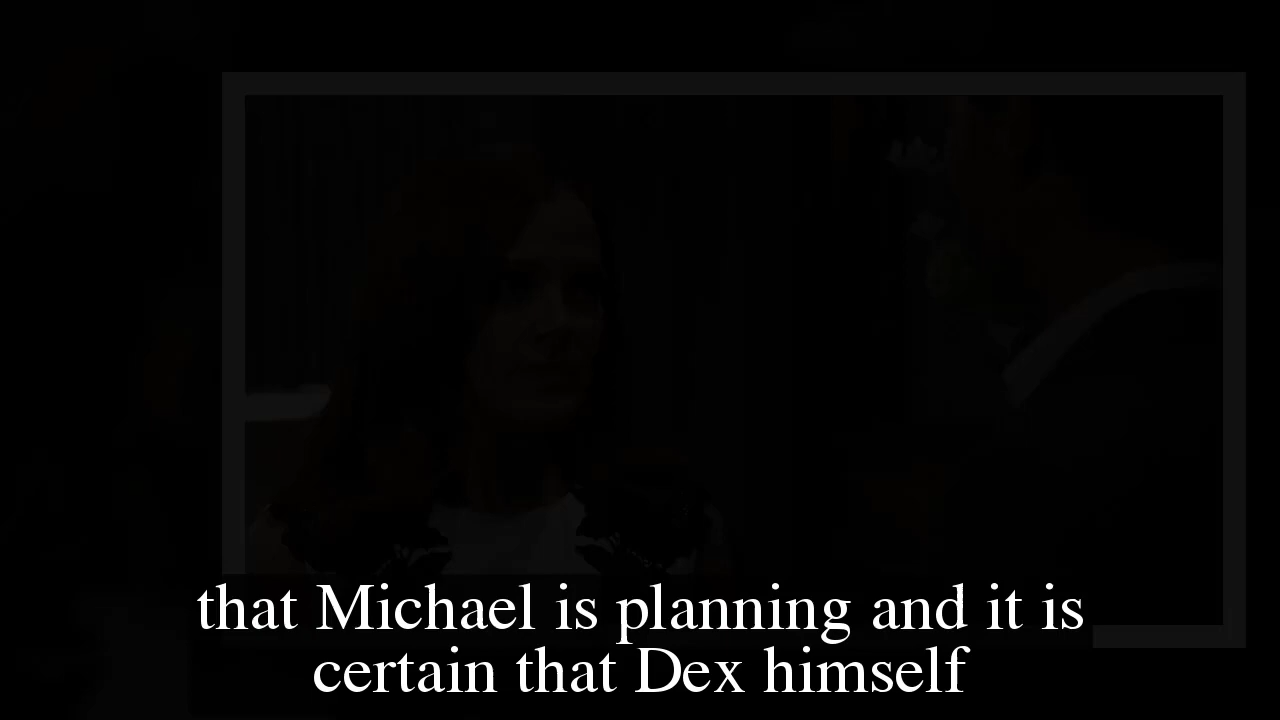 that Michael is planning and it is
certain that Dex himself